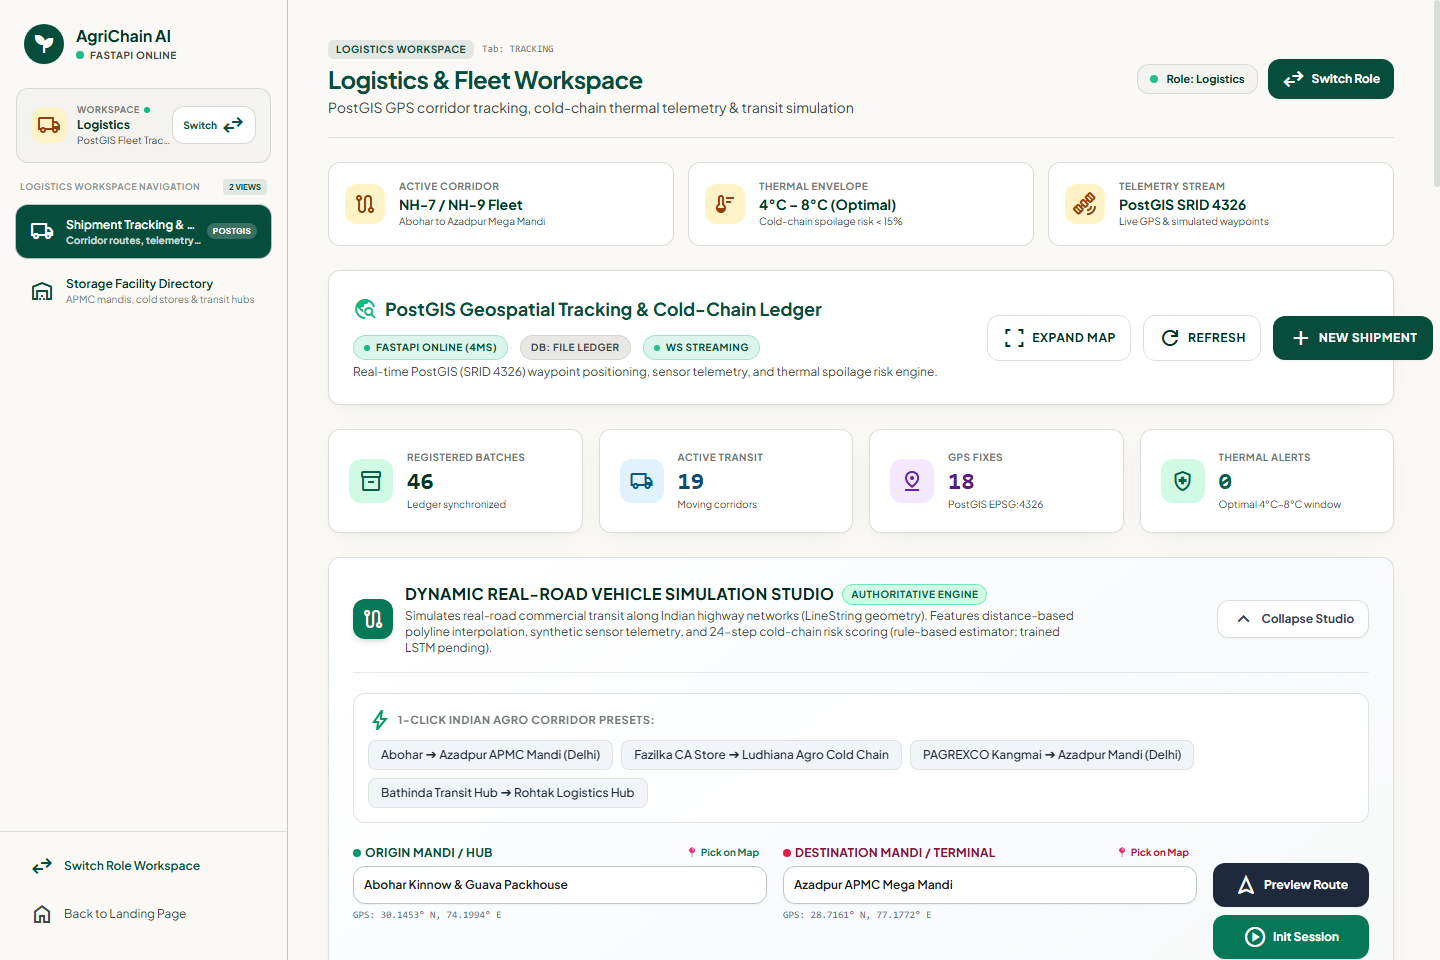 AgriChain AI
FASTAPI ONLINE
WORKSPACE
Logistics
PostGIS Fleet Trac...
Switch
LOGISTICS WORKSPACE NAVIGATION
2 VIEWS
Shipment Tracking & ...
Corridor routes, telemetry...
POSTGIS
Storage Facility Directory
APMC mandis, cold stores & transit hubs
Switch Role Workspace
Back to Landing Page
LOGISTICS WORKSPACE
Tab: TRACKING
Logistics & Fleet Workspace
PostGIS GPS corridor tracking, cold-chain thermal telemetry & transit simulation
Role: Logistics
Switch Role
ACTIVE CORRIDOR
NH-7 / NH-9 Fleet
Abohar to Azadpur Mega Mandi
THERMAL ENVELOPE
4°C – 8°C (Optimal)
Cold-chain spoilage risk < 15%
TELEMETRY STREAM
PostGIS SRID 4326
Live GPS & simulated waypoints
PostGIS Geospatial Tracking & Cold-Chain Ledger
FASTAPI ONLINE (4MS)
DB: FILE LEDGER
WS STREAMING
Real-time PostGIS (SRID 4326) waypoint positioning, sensor telemetry, and thermal spoilage risk engine.
EXPAND MAP
REFRESH
NEW SHIPMENT
REGISTERED BATCHES
46
Ledger synchronized
ACTIVE TRANSIT
19
Moving corridors
GPS FIXES
18
PostGIS EPSG:4326
THERMAL ALERTS
0
Optimal 4°C–8°C window
DYNAMIC REAL-ROAD VEHICLE SIMULATION STUDIO
AUTHORITATIVE ENGINE
Simulates real-road commercial transit along Indian highway networks (LineString geometry). Features distance-based
polyline interpolation, synthetic sensor telemetry, and 24-step cold-chain risk scoring (rule-based estimator; trained
LSTM pending).
Collapse Studio
1-CLICK INDIAN AGRO CORRIDOR PRESETS:
Abohar ➔ Azadpur APMC Mandi (Delhi)
Fazilka CA Store ➔ Ludhiana Agro Cold Chain
PAGREXCO Kangmai ➔ Azadpur Mandi (Delhi)
Bathinda Transit Hub ➔ Rohtak Logistics Hub
ORIGIN MANDI / HUB
📍 Pick on Map
Abohar Kinnow & Guava Packhouse
GPS: 30.1453° N, 74.1994° E
DESTINATION MANDI / TERMINAL
📍 Pick on Map
Azadpur APMC Mega Mandi
GPS: 28.7161° N, 77.1772° E
Preview Route
Init Session